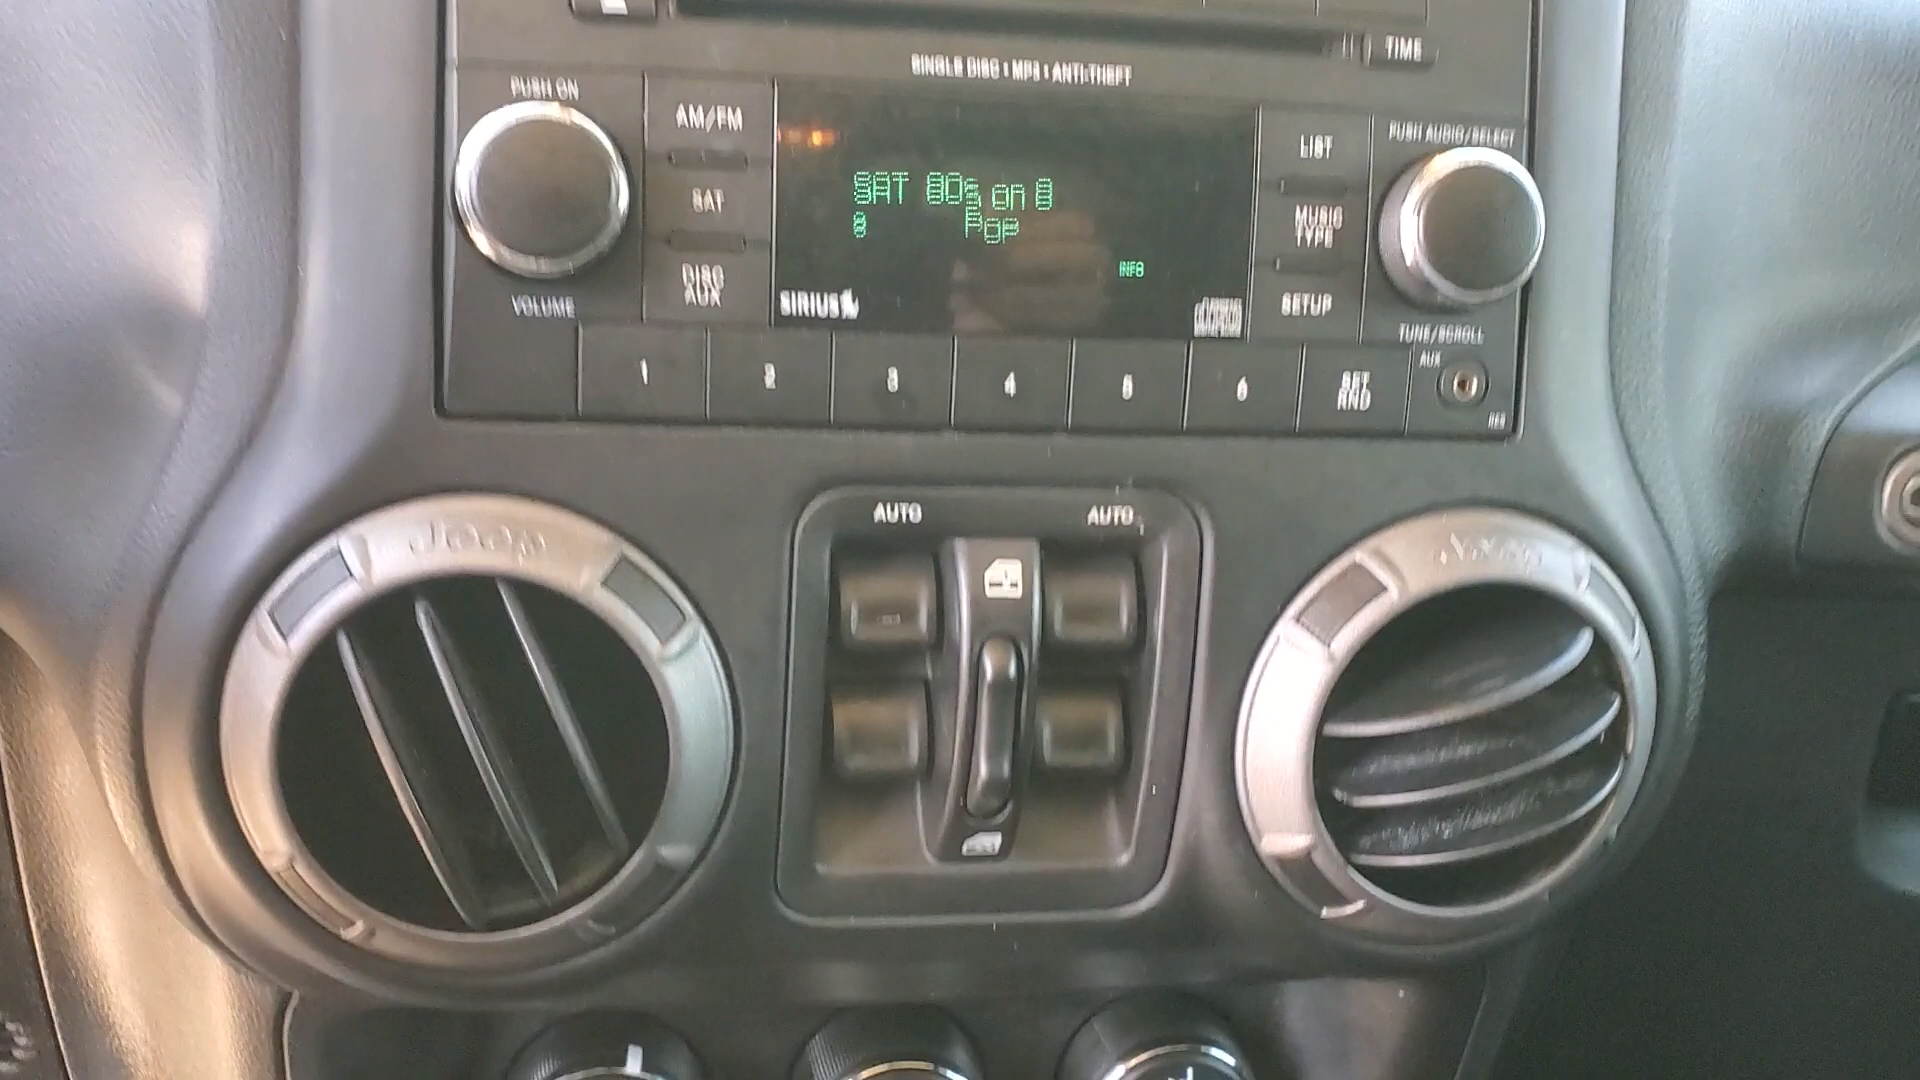 TIME
SINGLE DISC MP3 ANTI-THEFT
PUSH ON
VOLUME
AM/FM
SAT
DISC
AUX
SAT 80s on 8
8 Pop
INFO
SIRIUS
LIST
MUSIC
TYPE
SETUP
PUSH AUDIO/SELECT
TUNE/SCROLL
1
2
3
4
5
6
SET
RND
AUX
Jeep
AUTO
AUTO